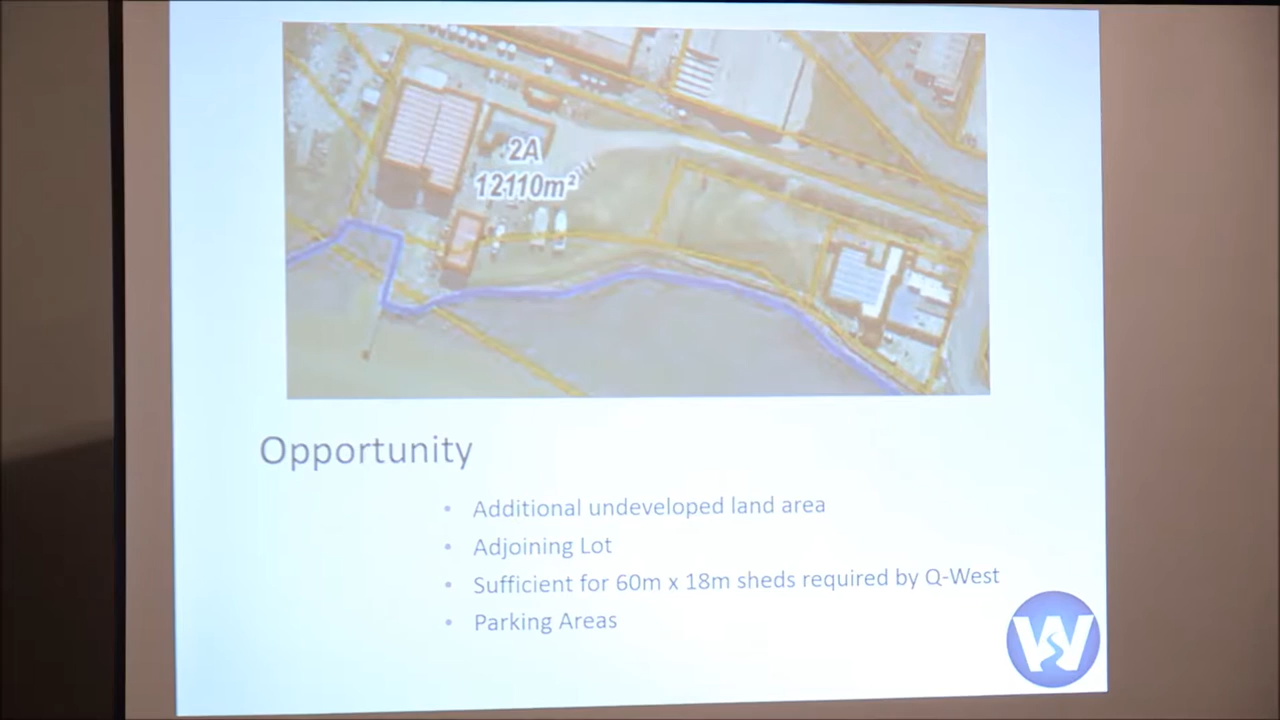 2A
12110m²
Opportunity
• Additional undeveloped land area
• Adjoining Lot
• Sufficient for 60m x 18m sheds required by Q-West
• Parking Areas
W